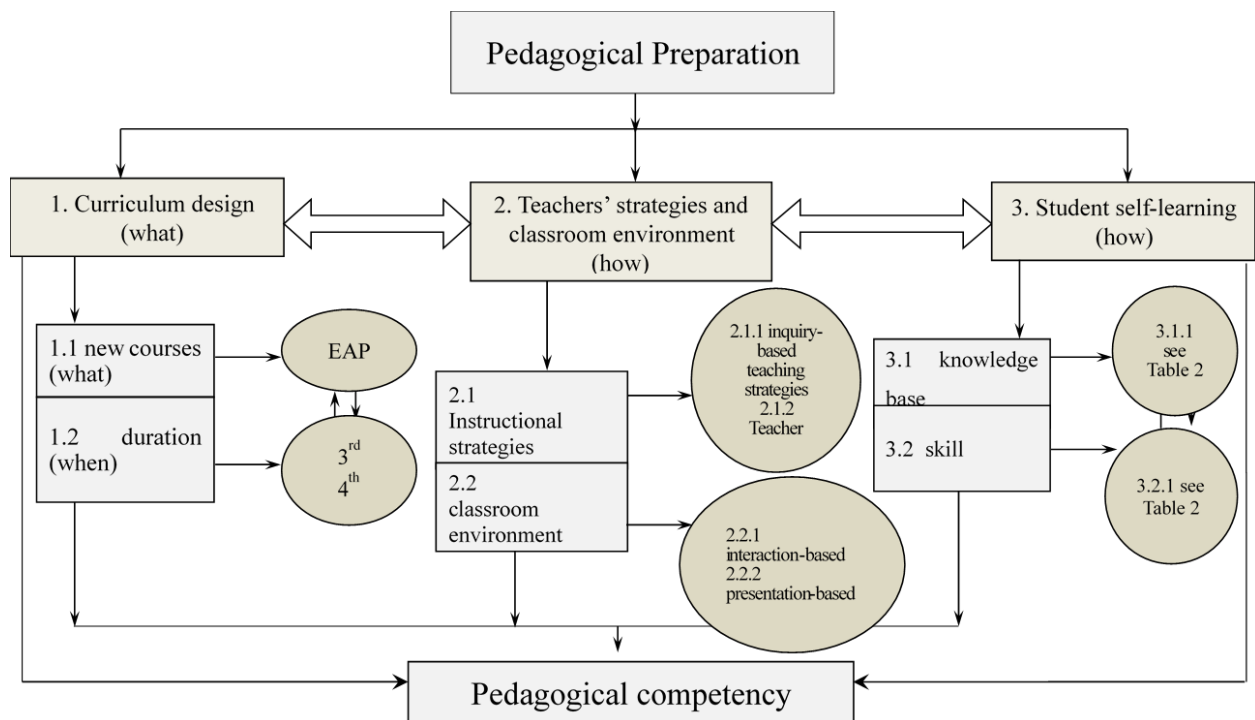 Pedagogical Preparation
1. Curriculum design
(what)
2. Teachers’ strategies and
classroom environment
(how)
3. Student self-learning
(how)
1.1 new courses
(what)
1.2 duration
(when)
EAP
3rd
4th
2.1
Instructional
strategies
2.2
classroom
environment
2.1.1 inquiry-
based
teaching
strategies
2.1.2
Teacher
2.2.1
interaction-based
2.2.2
presentation-based
3.1 knowledge
base
3.2 skill
3.1.1
see
Table 2
3.2.1 see
Table 2
Pedagogical competency